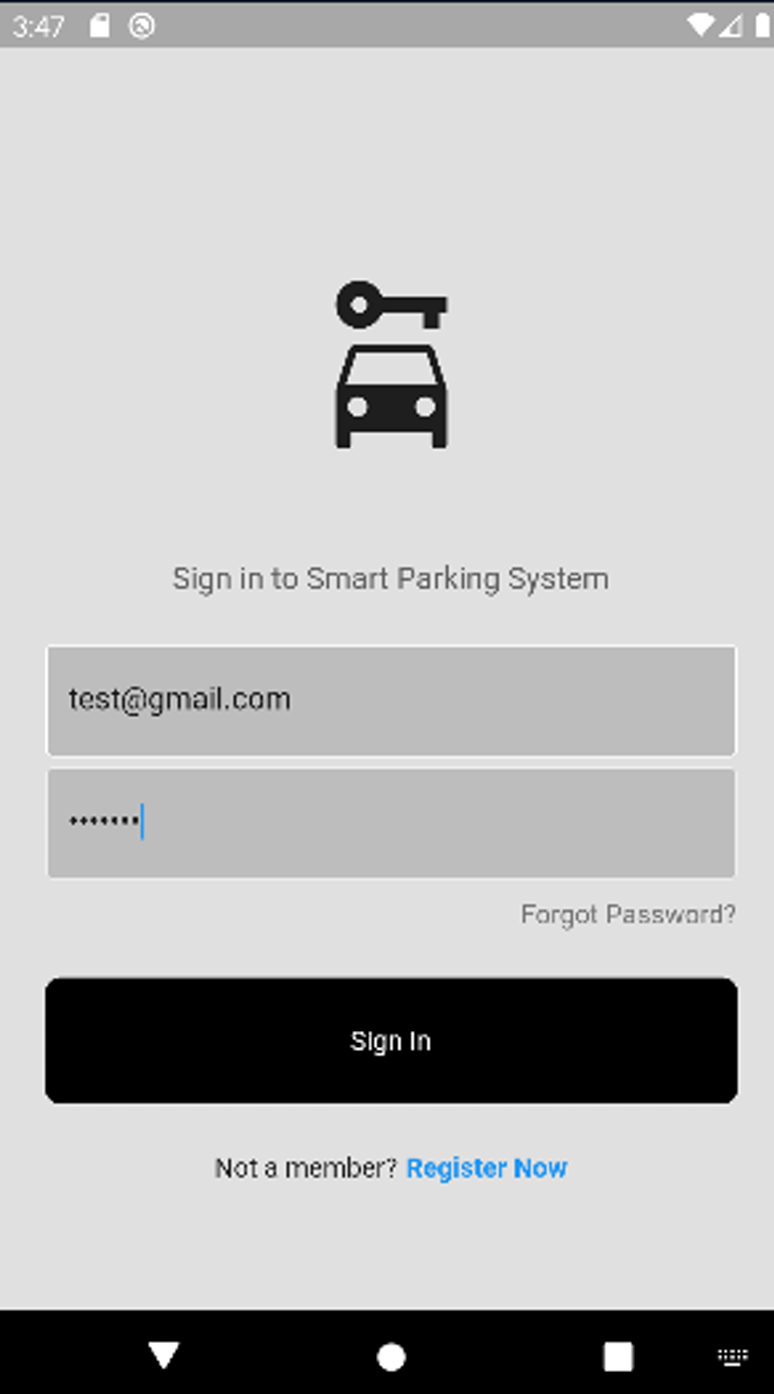 3:47
Sign in to Smart Parking System
test@gmail.com
•••••••
Forgot Password?
Sign In
Not a member? Register Now